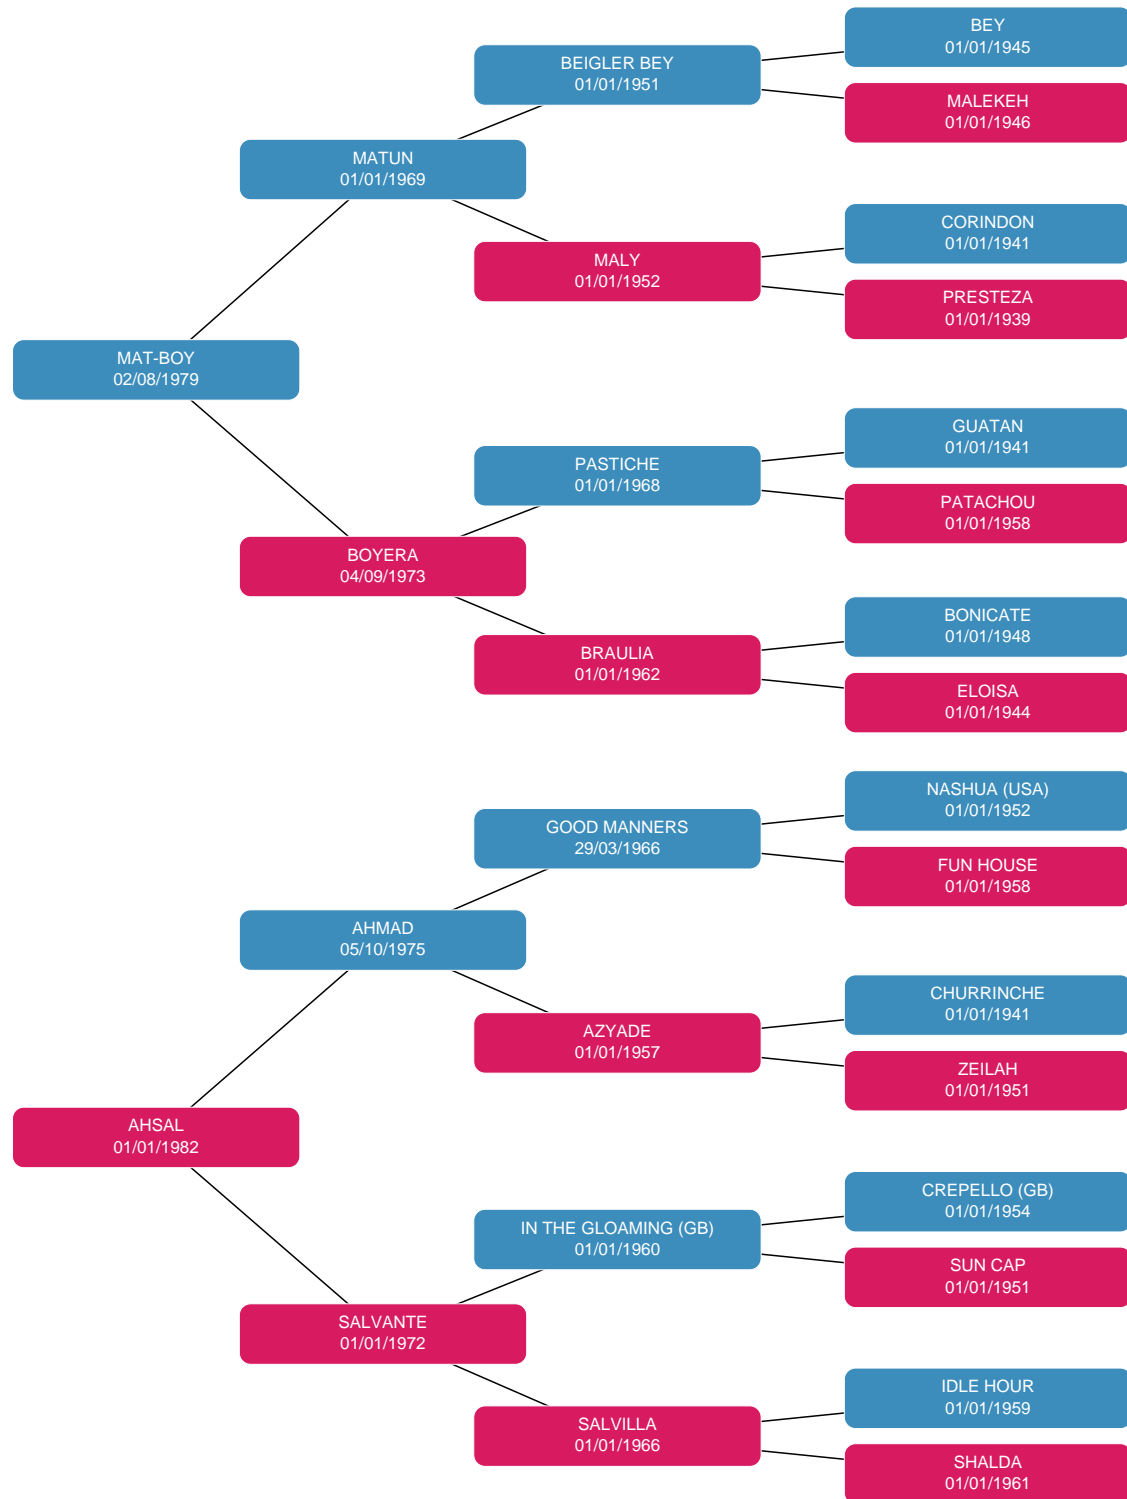 BEY
01/01/1945
BEIGLER BEY
01/01/1951
MALEKEH
01/01/1946
MATUN
01/01/1969
CORINDON
01/01/1941
MALY
01/01/1952
PRESTEZA
01/01/1939
MAT-BOY
02/08/1979
GUATAN
01/01/1941
PASTICHE
01/01/1968
PATACHOU
01/01/1958
BOYERA
04/09/1973
BONICATE
01/01/1948
BRAULIA
01/01/1962
ELOISA
01/01/1944
NASHUA (USA)
01/01/1952
GOOD MANNERS
29/03/1966
FUN HOUSE
01/01/1958
AHMAD
05/10/1975
CHURRINCHE
01/01/1941
AZYADE
01/01/1957
ZEILAH
01/01/1951
AHSAL
01/01/1982
CREPELLO (GB)
01/01/1954
IN THE GLOAMING (GB)
01/01/1960
SUN CAP
01/01/1951
SALVANTE
01/01/1972
IDLE HOUR
01/01/1959
SALVILLA
01/01/1966
SHALDA
01/01/1961